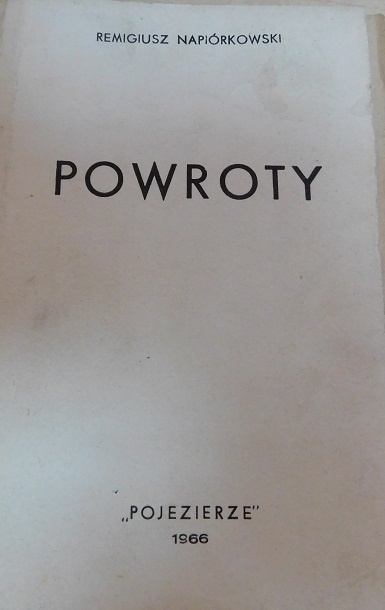 REMIGIUSZ NAPIÓRKOWSKI
POWROTY
„POJEZIERZE”
1966